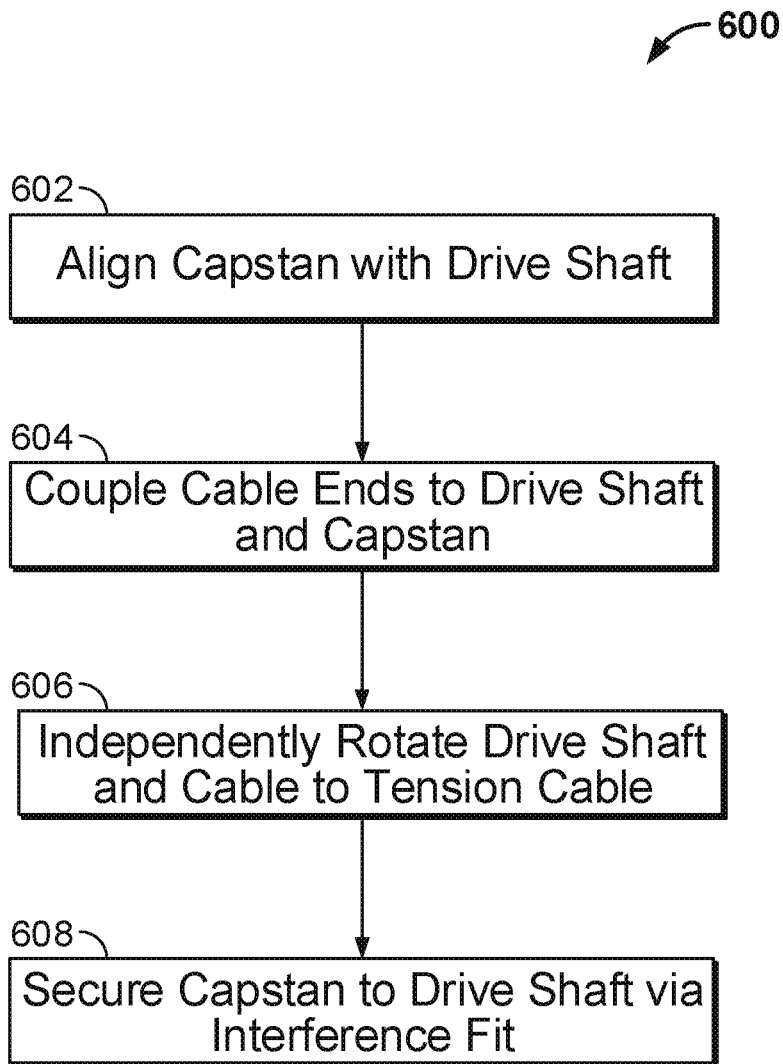 600
602
Align Capstan with Drive Shaft
604
Couple Cable Ends to Drive Shaft
and Capstan
606
Independently Rotate Drive Shaft
and Cable to Tension Cable
608
Secure Capstan to Drive Shaft via
Interference Fit